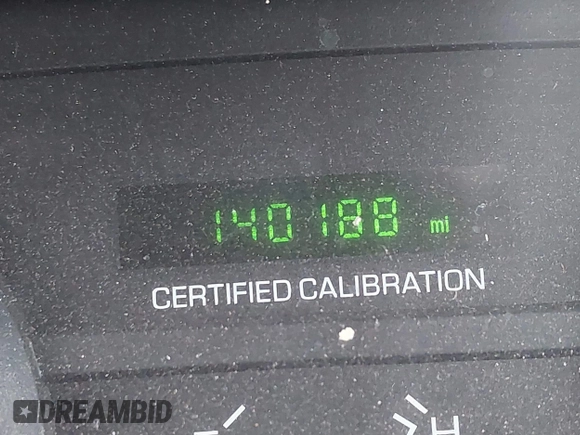 140188 mi
CERTIFIED CALIBRATION
H
DREAMBID